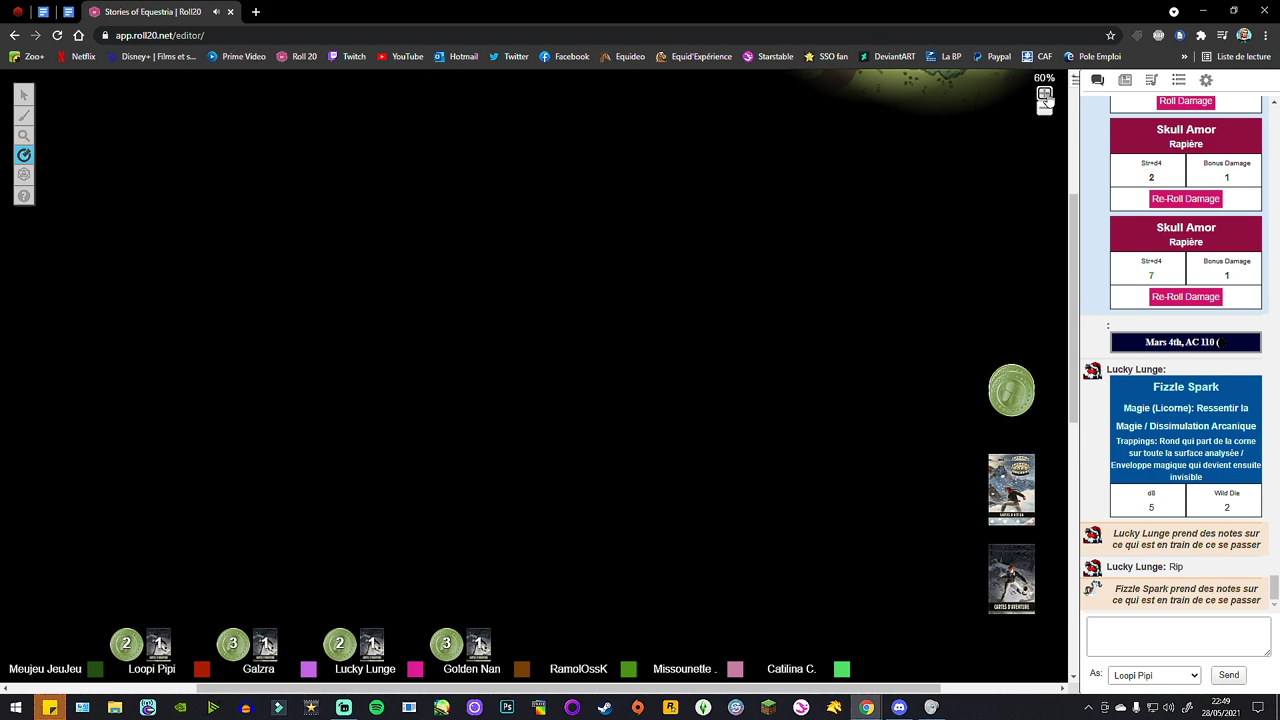 Stories of Equestria | Roll20
app.roll20.net/editor/
Zoo+ Netflix Disney+ | Films et s... Prime Video Roll 20 Twitch YouTube Hotmail Twitter Facebook Equideo Equid'Expérience Starstable SSO fan DeviantART La BP Paypal CAF Pole Emploi » Liste de lecture
60%
Roll Damage
Skull Amor
Rapière
Str+d4 Bonus Damage
2 1
Re-Roll Damage
Skull Amor
Rapière
Str+d4 Bonus Damage
7 1
Re-Roll Damage
:
Mars 4th, AC 110 (
Lucky Lunge:
Fizzle Spark
Magie (Licorne): Ressentir la
Magie / Dissimulation Arcanique
Trappings: Rond qui part de la corne
sur toute la surface analysée /
Enveloppe magique qui devient ensuite
invisible
d8 Wild Die
5 2
Lucky Lunge prend des notes sur
ce qui est en train de ce se passer
Lucky Lunge: Rip
Fizzle Spark prend des notes sur
ce qui est en train de ce se passer
CARTES D'AVENTURE
2 1 3 1 2 1 3 1
Meujeu JeuJeu Loopi Pipi Galzra Lucky Lunge Golden Nan RamolOssK Missounette . Catilina C.
As: Loopi Pipi Send
22:49
28/05/2021